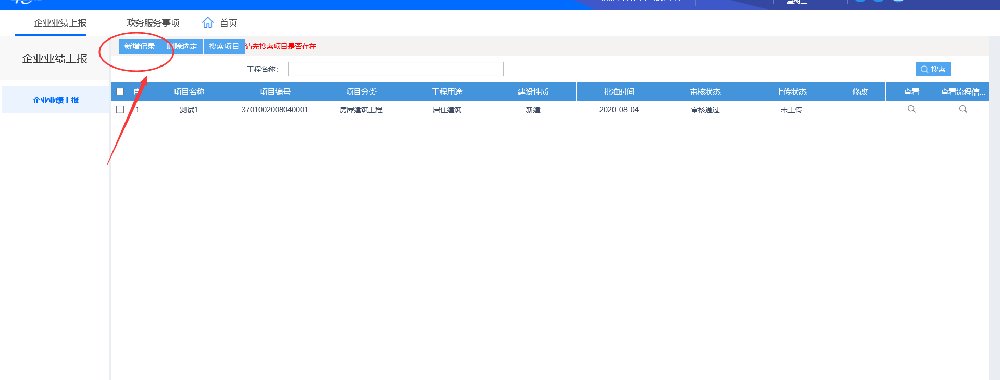 星期三
企业业绩上报 政务服务事项 首页
企业业绩上报
企业业绩上报
新增记录 删除选定 搜索项目 请先搜索项目是否存在
工程名称： 搜索
项目名称 项目编号 项目分类 工程用途 建设性质 批准时间 审核状态 上传状态 修改 查看 查看流程信...
1 测试1 3701002008040001 房屋建筑工程 居住建筑 新建 2020-08-04 审核通过 未上传 ---